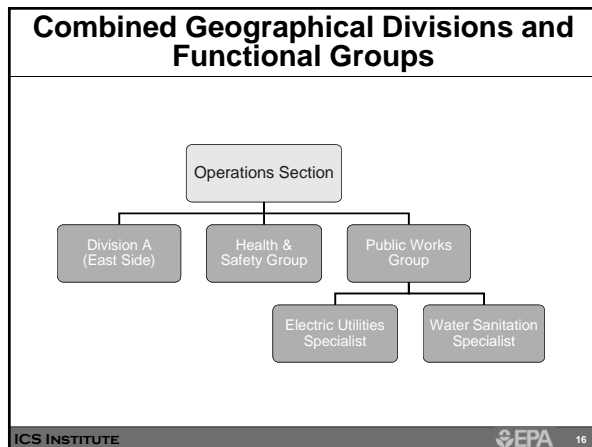 Combined Geographical Divisions and
Functional Groups
Operations Section
Division A
(East Side)
Health &
Safety Group
Public Works
Group
Electric Utilities
Specialist
Water Sanitation
Specialist
ICS INSTITUTE
EPA
16